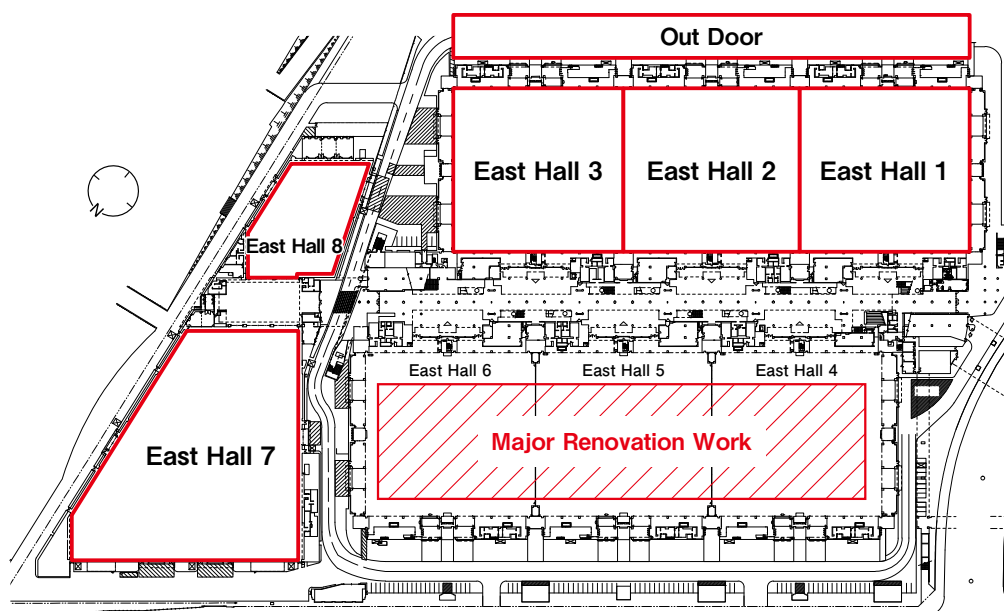 Out Door
East Hall 3
East Hall 2
East Hall 1
East Hall 8
N
East Hall 6
East Hall 5
East Hall 4
Major Renovation Work
East Hall 7